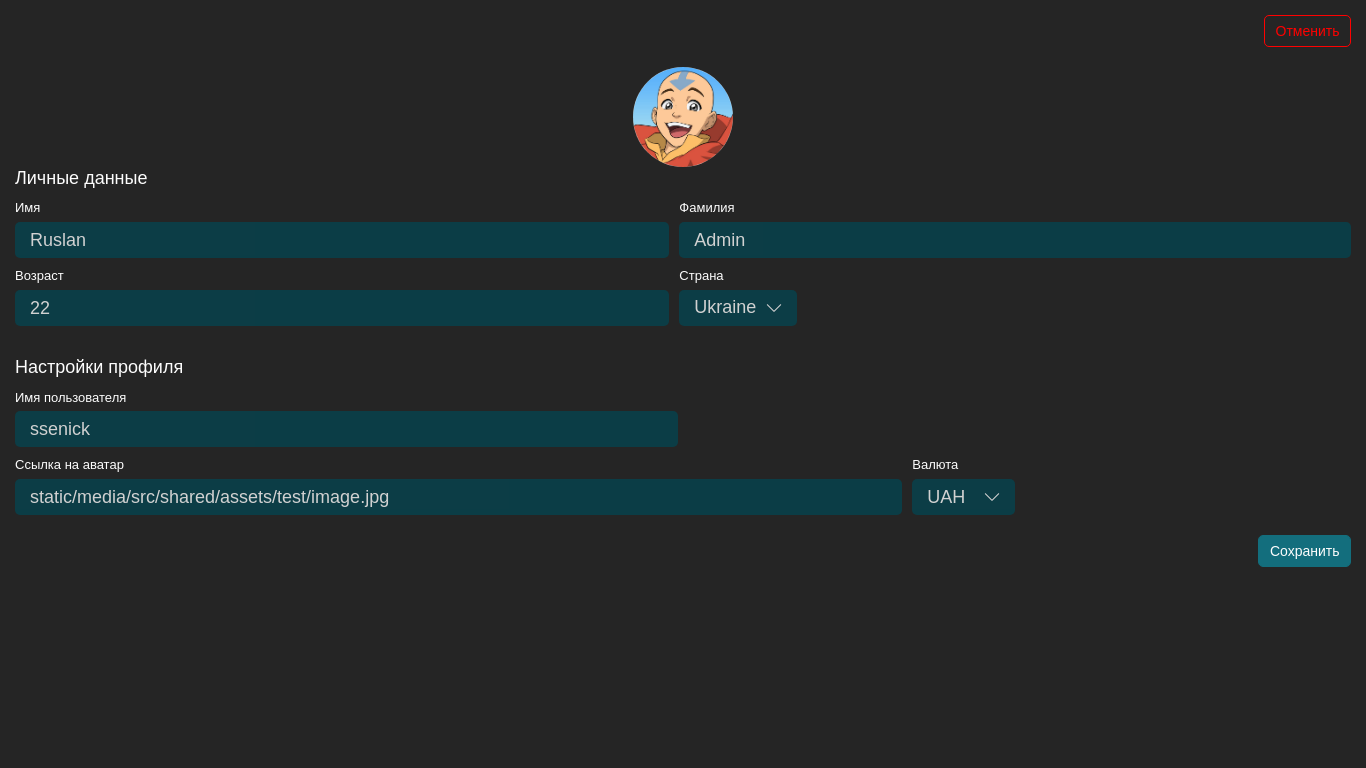 Отменить
Личные данные
Имя Фамилия
Ruslan Admin
Возраст Страна
22 Ukraine
Настройки профиля
Имя пользователя
ssenick
Ссылка на аватар Валюта
static/media/src/shared/assets/test/image.jpg UAH
Сохранить